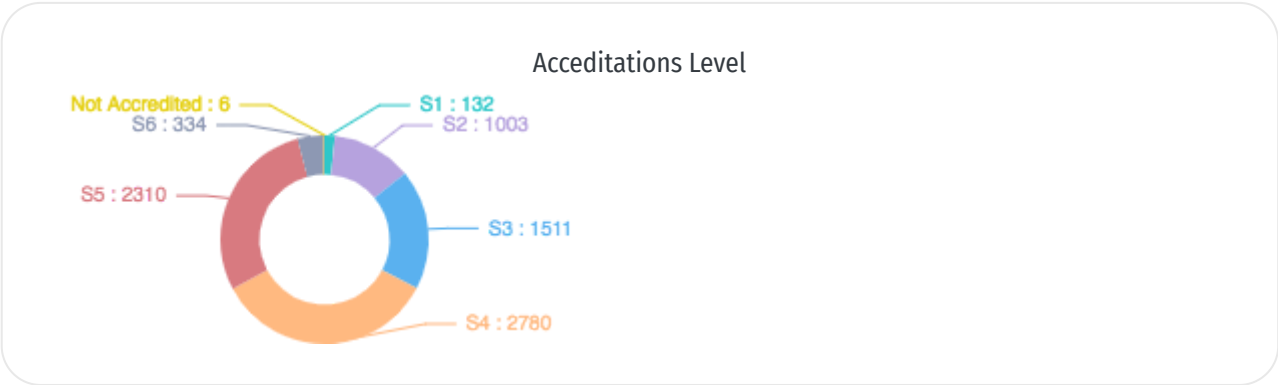 Acceditations Level
Not Accredited : 6
S1 : 132
S6 : 334
S2 : 1003
S5 : 2310
S3 : 1511
S4 : 2780